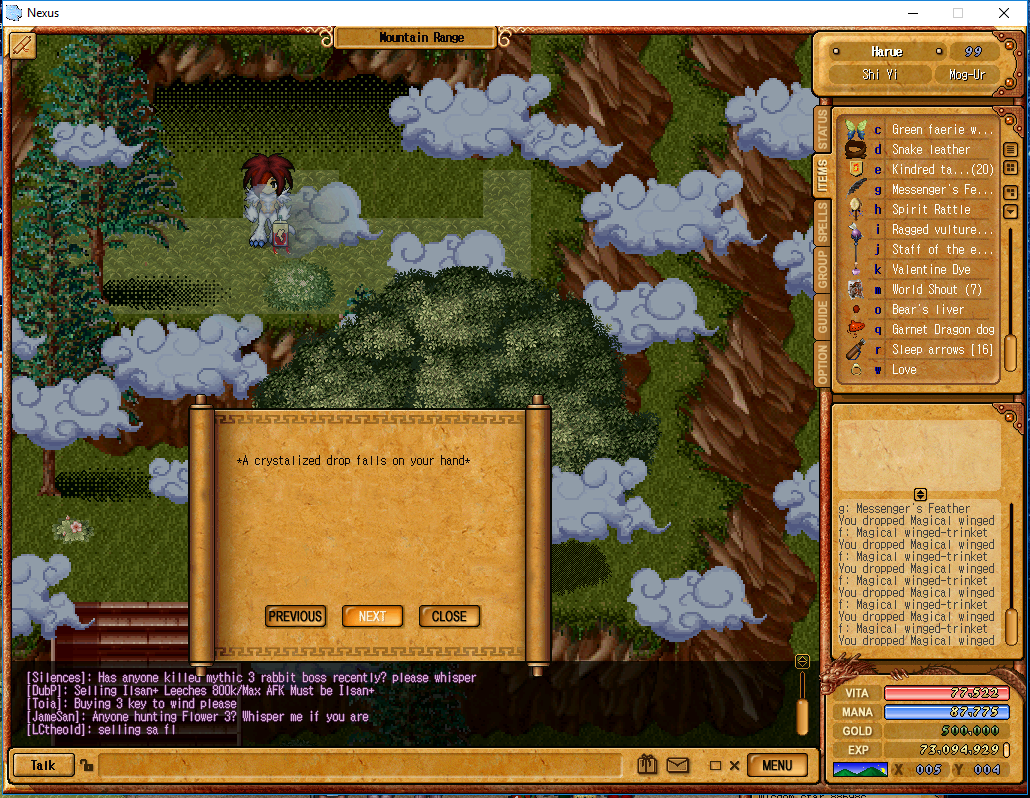 Nexus
Mountain Range
Harue 99
Shi Yi Mog-Ur
STATUS
ITEMS
SPELLS
GROUP
GUIDE
OPTION
c Green faerie w...
d Snake leather
e Kindred ta...(20)
g Messenger's Fe...
h Spirit Rattle
i Ragged vulture...
j Staff of the e...
k Valentine Dye
m World Shout (7)
o Bear's liver
q Garnet Dragon dog
r Sleep arrows [16]
w Love
*A crystalized drop falls on your hand*
PREVIOUS NEXT CLOSE
g: Messenger's Feather
You dropped Magical winged
f: Magical winged-trinket
You dropped Magical winged
f: Magical winged-trinket
You dropped Magical winged
f: Magical winged-trinket
You dropped Magical winged
f: Magical winged-trinket
You dropped Magical winged
f: Magical winged-trinket
You dropped Magical winged
[Silences]: Has anyone killed mythic 3 rabbit boss recently? please whisper
[DubP]: Selling Ilsan+ Leeches 800k/Max AFK Must be Ilsan+
[Toia]: Buying 3 key to wind please
[JameSan]: Anyone hunting Flower 3? Whisper me if you are
[LCtheold]: selling sa fl
VITA 77,522
MANA 87,775
GOLD 500,000
EXP 73,094,929
X 005 Y 004
Talk
MENU